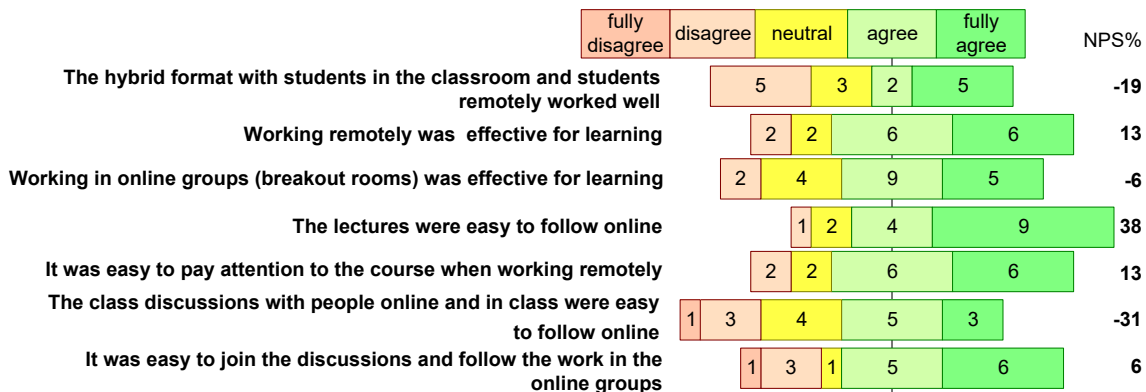 fully disagree neutral agree fully
disagree agree
NPS%
The hybrid format with students in the classroom and students
remotely worked well
5 3 2 5 -19
Working remotely was effective for learning 2 2 6 6 13
Working in online groups (breakout rooms) was effective for learning 2 4 9 5 -6
The lectures were easy to follow online 1 2 4 9 38
It was easy to pay attention to the course when working remotely 2 2 6 6 13
The class discussions with people online and in class were easy
to follow online
1 3 4 5 3 -31
It was easy to join the discussions and follow the work in the
online groups
1 3 1 5 6 6